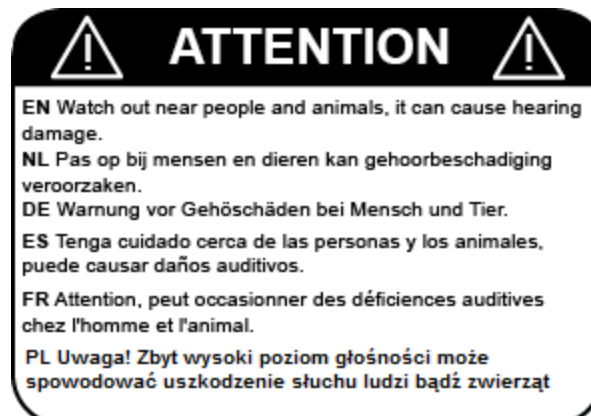 ATTENTION
EN Watch out near people and animals, it can cause hearing
damage.
NL Pas op bij mensen en dieren kan gehoorbeschadiging
veroorzaken.
DE Warnung vor Gehöschäden bei Mensch und Tier.
ES Tenga cuidado cerca de las personas y los animales,
puede causar daños auditivos.
FR Attention, peut occasionner des déficiences auditives
chez l'homme et l'animal.
PL Uwaga! Zbyt wysoki poziom głośności może
spowodować uszkodzenie słuchu ludzi bądź zwierząt